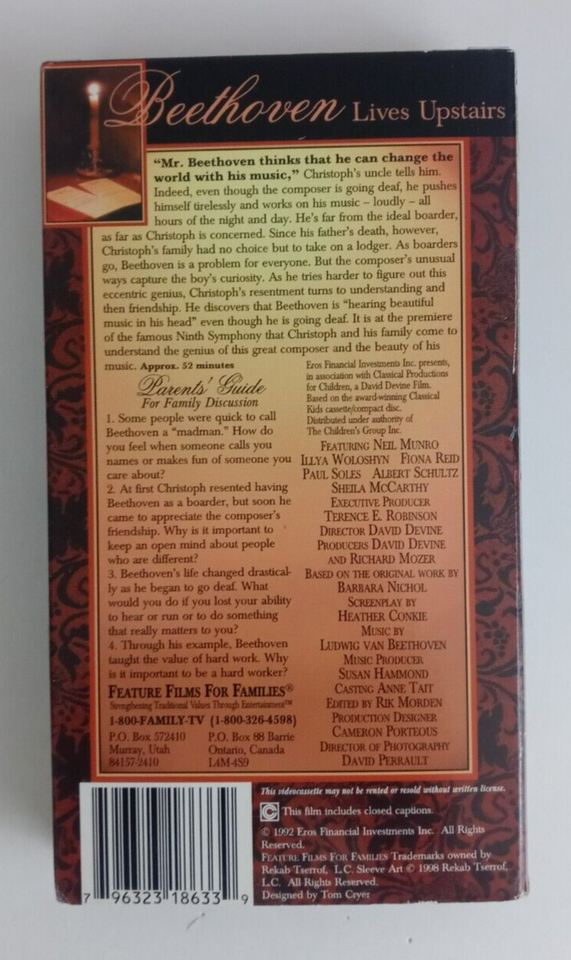 Beethoven Lives Upstairs
"Mr. Beethoven thinks that he can change the
world with his music," Christoph's uncle tells him.
Indeed, even though the composer is going deaf, he pushes
himself tirelessly and works on his music – loudly – all
hours of the night and day. He's far from the ideal boarder,
as far as Christoph is concerned. Since his father's death, however,
Christoph's family had no choice but to take on a lodger. As boarders
go, Beethoven is a problem for everyone. But the composer's unusual
ways capture the boy's curiosity. As he tries harder to figure out this
eccentric genius, Christoph's resentment turns to understanding and
then friendship. He discovers that Beethoven is "hearing beautiful
music in his head" even though he is going deaf. It is at the premiere
of the famous Ninth Symphony that Christoph and his family come to
understand the genius of this great composer and the beauty of his
music. Approx. 52 minutes
Parents' Guide
For Family Discussion
1. Some people were quick to call
Beethoven a "madman." How do
you feel when someone calls you
names or makes fun of someone you
care about?
2. At first Christoph resented having
Beethoven as a boarder, but soon he
came to appreciate the composer's
friendship. Why is it important to
keep an open mind about people
who are different?
3. Beethoven's life changed drastical-
ly as he began to go deaf. What
would you do if you lost your ability
to hear or run or to do something
that really matters to you?
4. Through his example, Beethoven
taught the value of hard work. Why
is it important to be a hard worker?
FEATURE FILMS FOR FAMILIES®
Strengthening Traditional Values Through Entertainment™
1-800-FAMILY-TV (1-800-326-4598)
P.O. Box 572410
Murray, Utah
84157-2410
P.O. Box 88 Barrie
Ontario, Canada
L4M-4S9
Eros Financial Investments Inc. presents,
in association with Classical Productions
for Children, a David Devine Film.
Based on the award-winning Classical
Kids cassette/compact disc.
Distributed under authority of
The Children's Group Inc.
FEATURING NEIL MUNRO
ILLYA WOLOSHYN FIONA REID
PAUL SOLES ALBERT SCHULTZ
SHEILA MCCARTHY
EXECUTIVE PRODUCER
TERENCE E. ROBINSON
DIRECTOR DAVID DEVINE
PRODUCERS DAVID DEVINE
AND RICHARD MOZER
BASED ON THE ORIGINAL WORK BY
BARBARA NICHOL
SCREENPLAY BY
HEATHER CONKIE
MUSIC BY
LUDWIG VAN BEETHOVEN
MUSIC PRODUCER
SUSAN HAMMOND
CASTING ANNE TAIT
EDITED BY RIK MORDEN
PRODUCTION DESIGNER
CAMERON PORTEOUS
DIRECTOR OF PHOTOGRAPHY
DAVID PERRAULT
This videocassette may not be rented or resold without written license.
This film includes closed captions.
© 1992 Eros Financial Investments Inc. All Rights
Reserved.
FEATURE FILMS FOR FAMILIES Trademarks owned by
Rekab Tserrof, L.C. Sleeve Art © 1998 Rekab Tserrof,
L.C. All Rights Reserved.
Designed by Tom Cryer
7 96323 18633 9